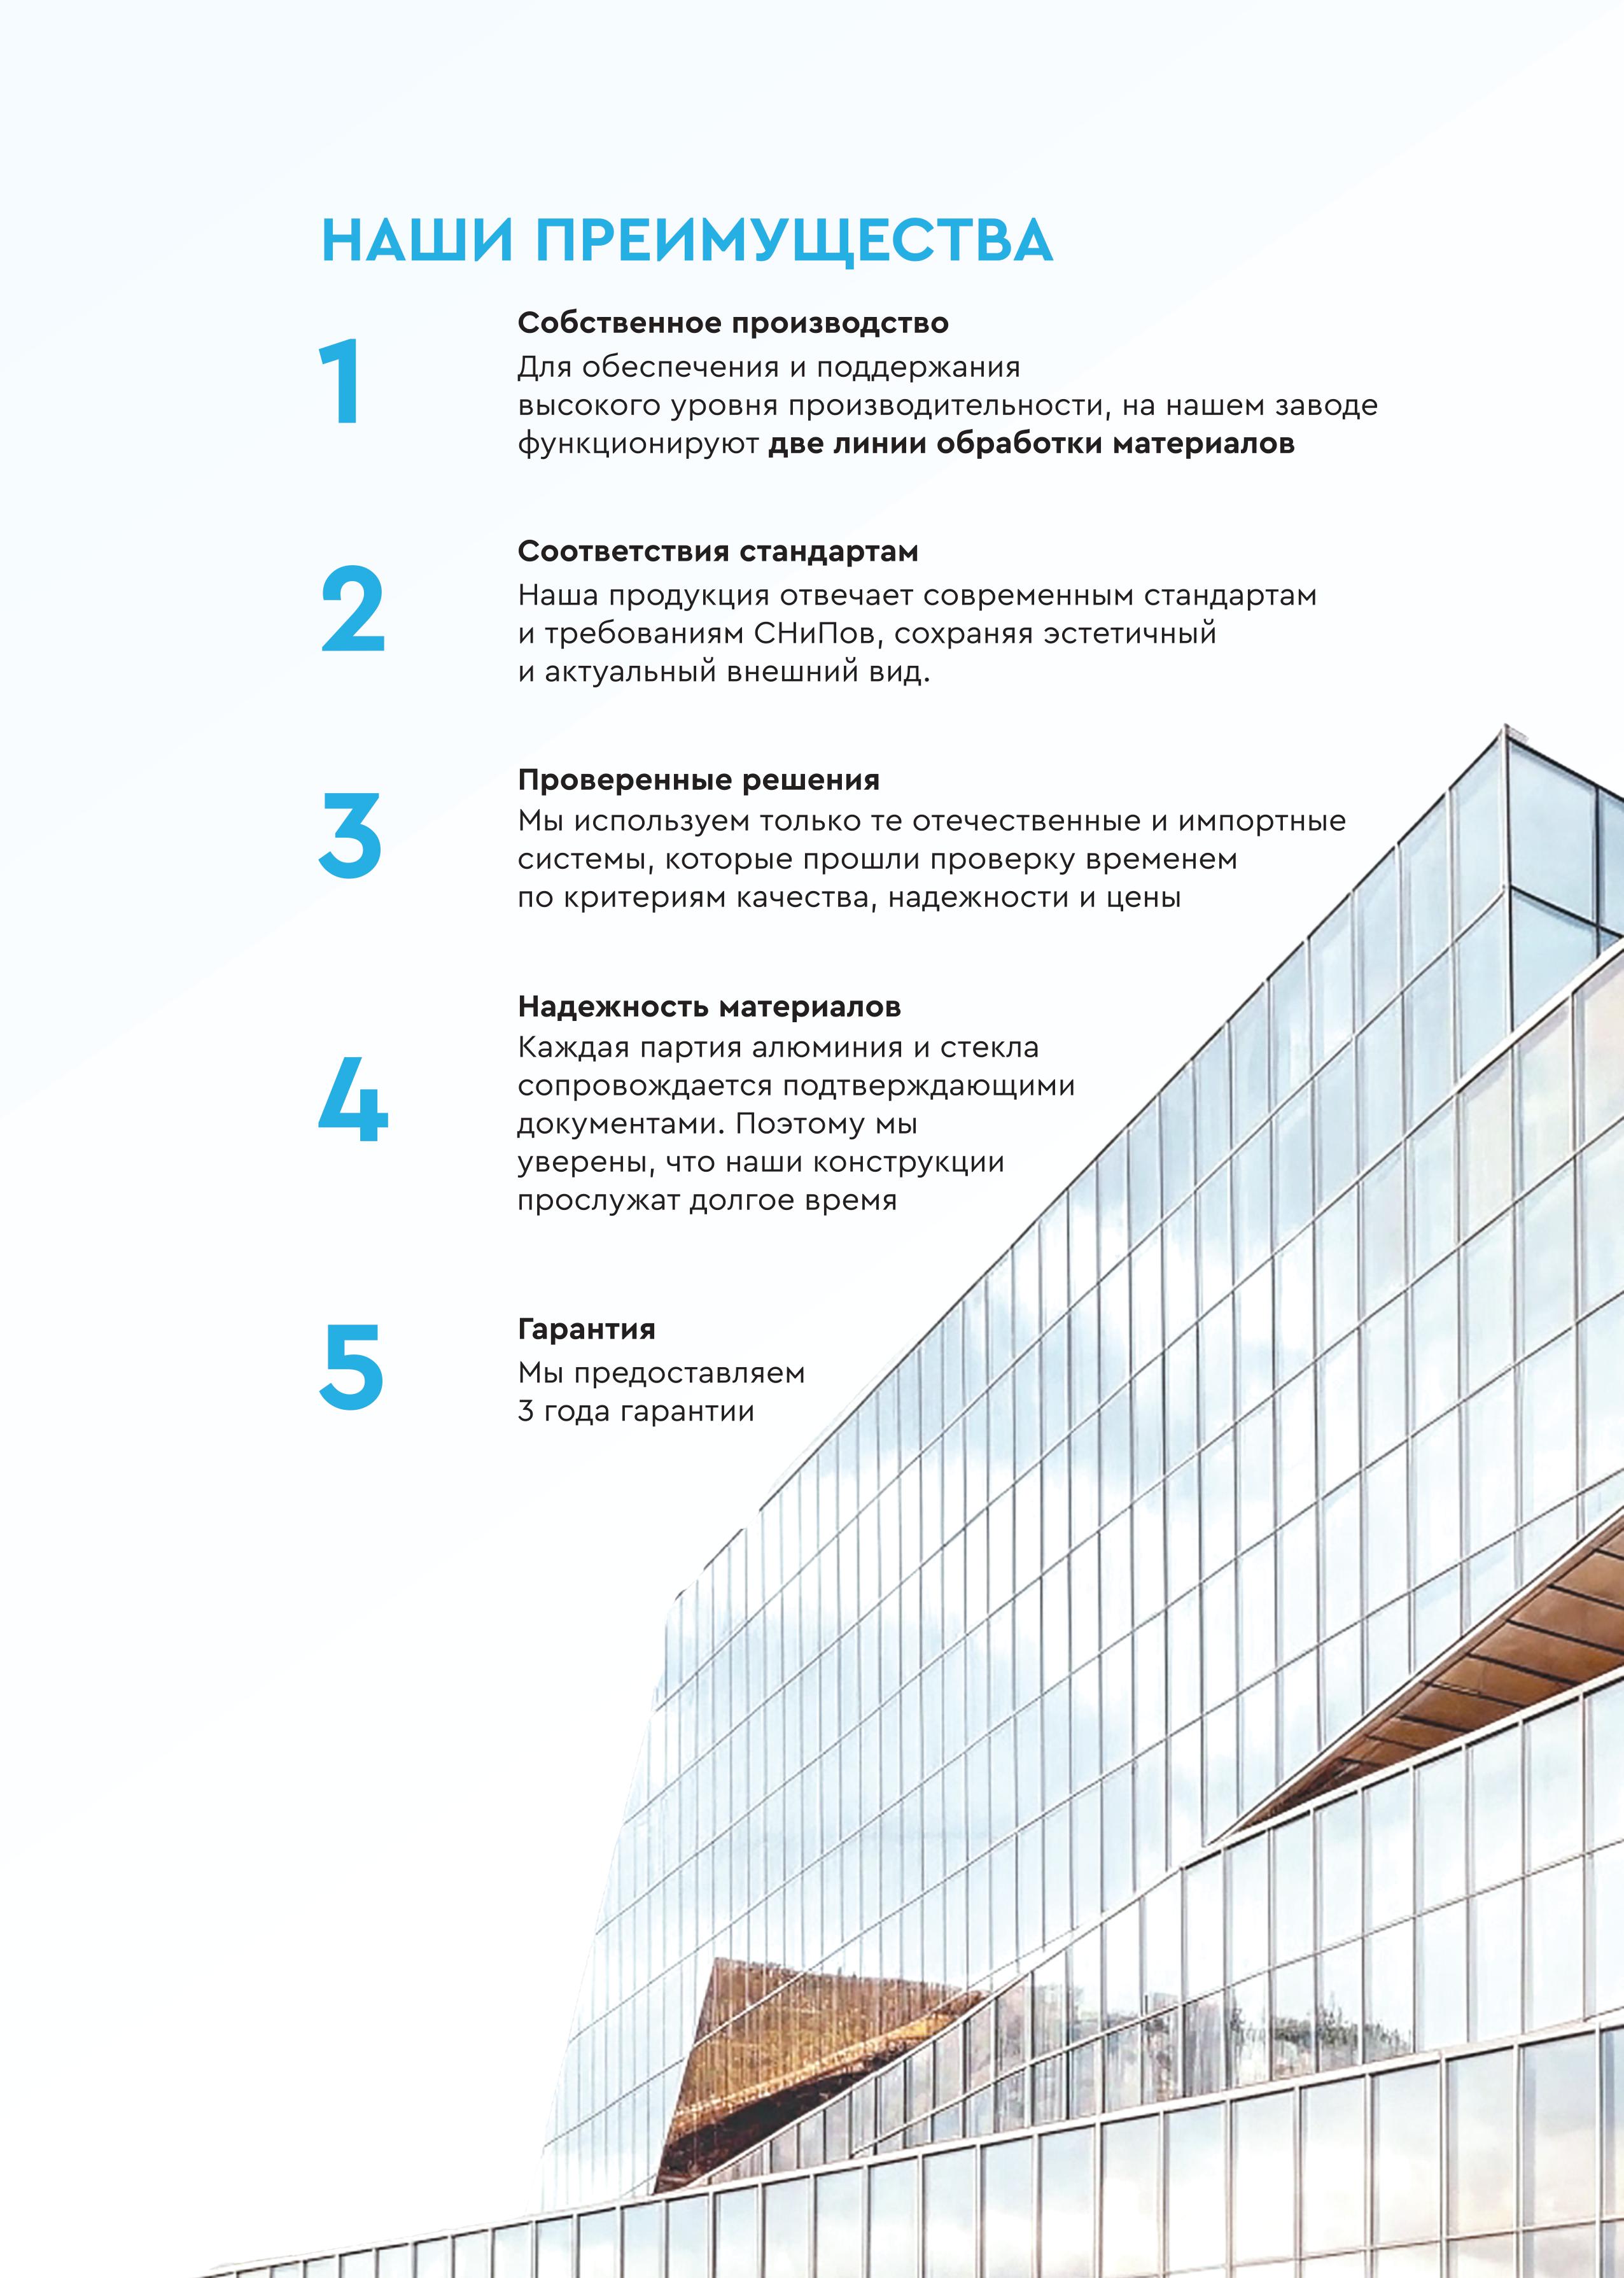 НАШИ ПРЕИМУЩЕСТВА
1
Собственное производство
Для обеспечения и поддержания
высокого уровня производительности, на нашем заводе
функционируют две линии обработки материалов
2
Соответствия стандартам
Наша продукция отвечает современным стандартам
и требованиям СНиПов, сохраняя эстетичный
и актуальный внешний вид.
3
Проверенные решения
Мы используем только те отечественные и импортные
системы, которые прошли проверку временем
по критериям качества, надежности и цены
4
Надежность материалов
Каждая партия алюминия и стекла
сопровождается подтверждающими
документами. Поэтому мы
уверены, что наши конструкции
прослужат долгое время
5
Гарантия
Мы предоставляем
3 года гарантии